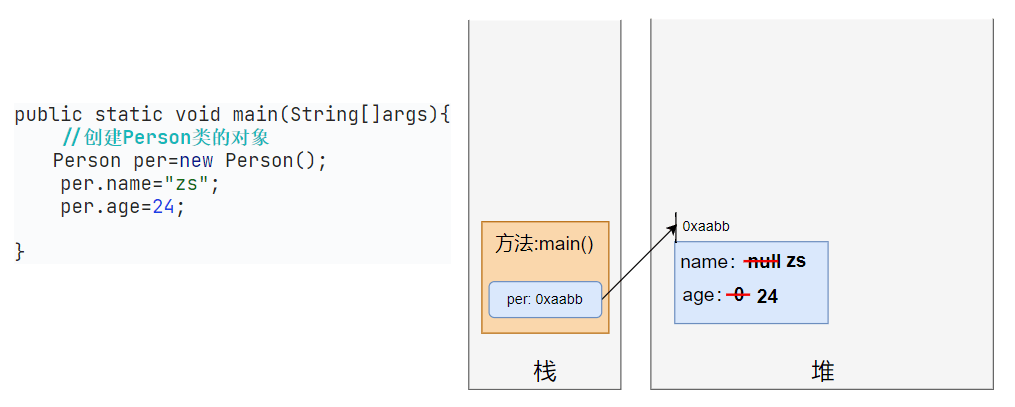 public static void main(String[]args){
//创建Person类的对象
Person per=new Person();
per.name="zs";
per.age=24;
}
方法:main()
per: 0xaabb
栈
0xaabb
name: null zs
age: 0 24
堆